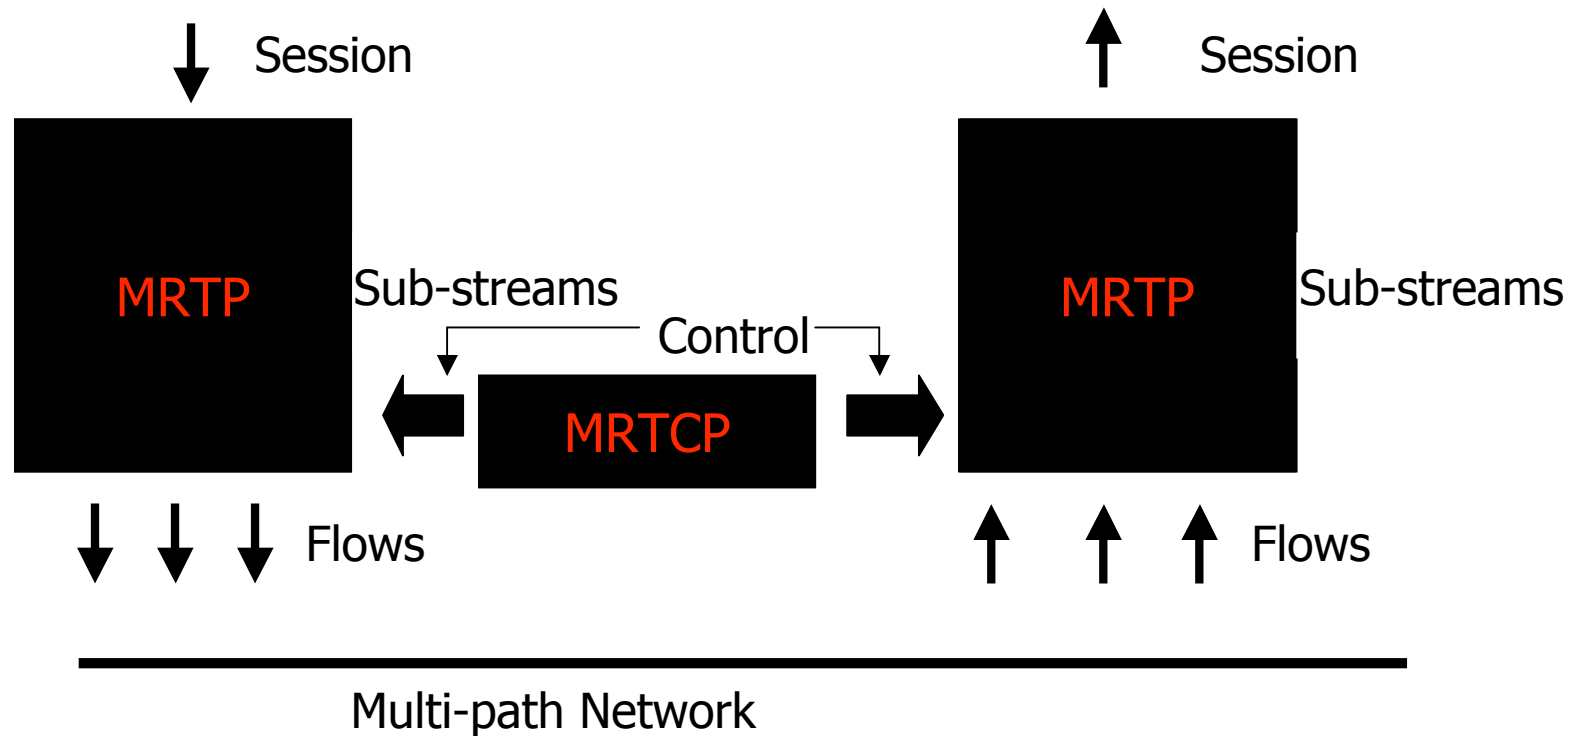 Session
Session
MRTP
Sub-streams
MRTP
Sub-streams
Control
MRTCP
Flows
Flows
Multi-path Network